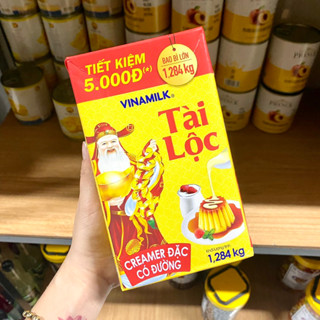 TIẾT KIỆM
5.000Đ(*)
BAO BÌ LỚN
1,284 kg
VINAMILK®
Tài
Lộc
CREAMER ĐẶC
CÓ ĐƯỜNG
1,284 kg